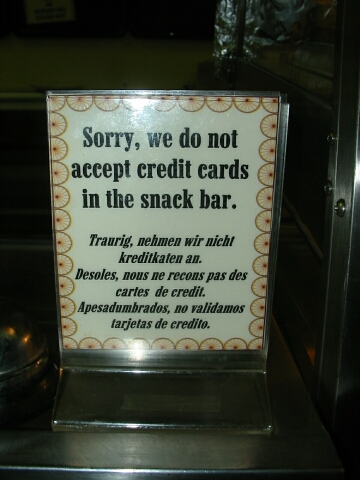 Sorry, we do not
accept credit cards
in the snack bar.
Traurig, nehmen wir nicht
kreditkaten an.
Desoles, nous ne recons pas des
cartes de credit.
Apesadumbrados, no validamos
tarjetas de credito.